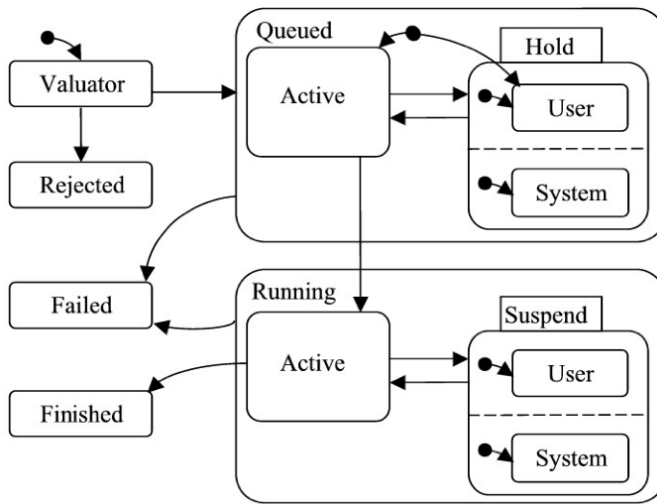 Queued
Hold
Valuator
Active
User
Rejected
System
Running
Failed
Suspend
Active
User
Finished
System